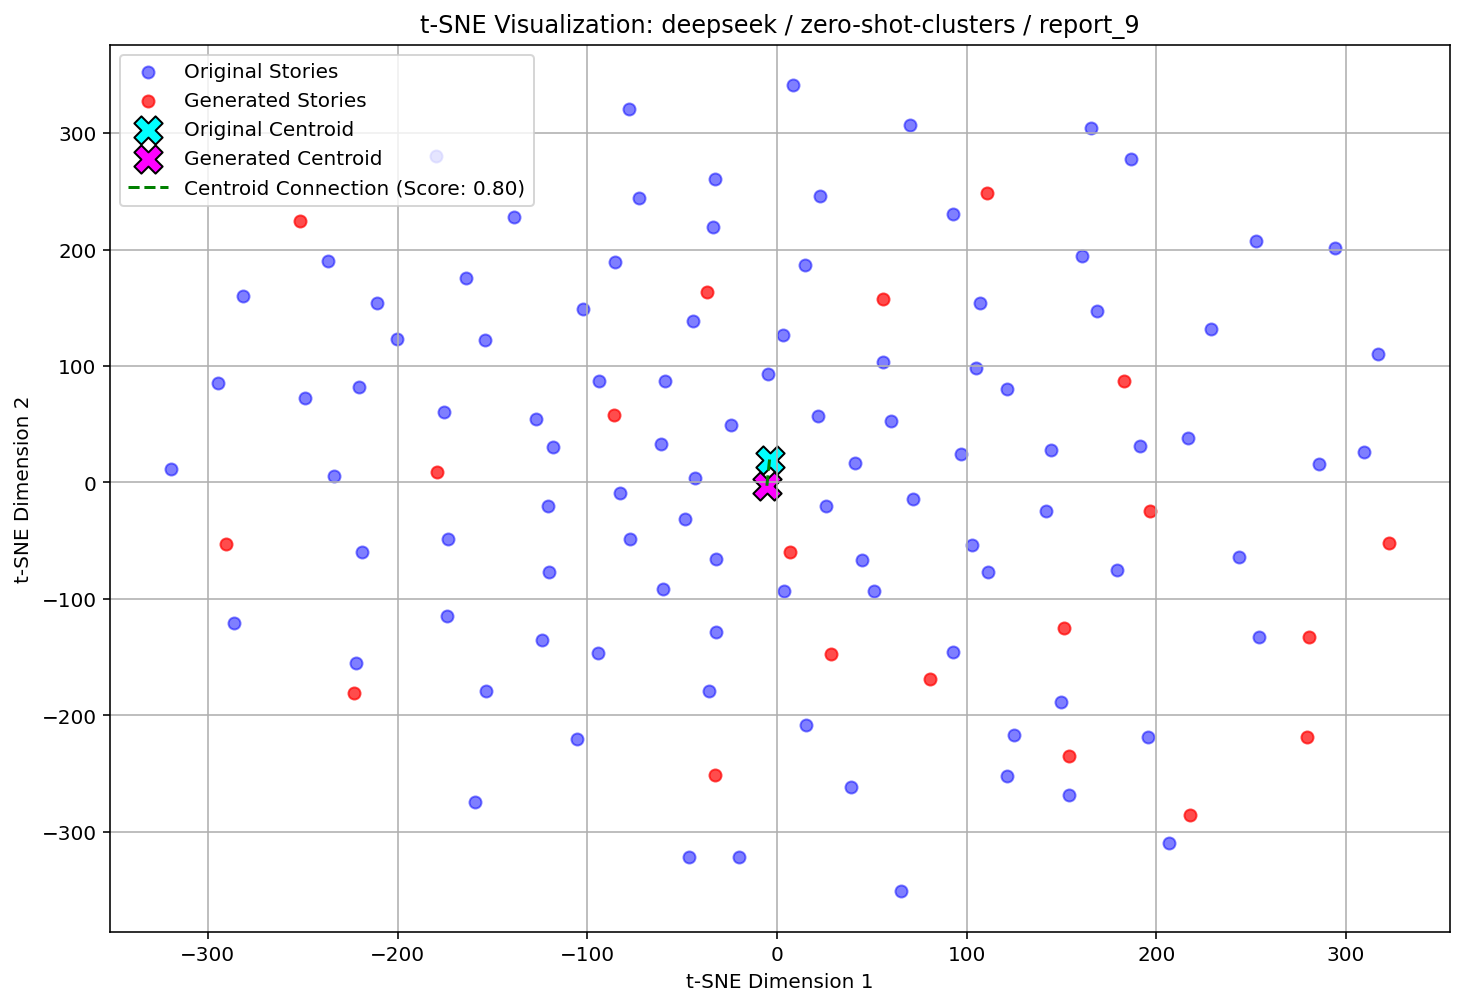 t-SNE Visualization: deepseek / zero-shot-clusters / report_9
Original Stories
Generated Stories
Original Centroid
Generated Centroid
Centroid Connection (Score: 0.80)
t-SNE Dimension 2
300
200
100
0
−100
−200
−300
−300 −200 −100 0 100 200 300
t-SNE Dimension 1